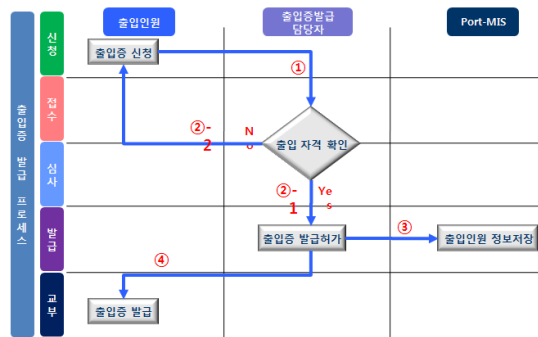 출입인원
출입증발급
담당자
Port-MIS
출입증 발급 프로세스
신청
접수
심사
발급
교부
출입증 신청
①
②-
2
N
o
출입 자격 확인
②-
1
Ye
s
출입증 발급허가
③
출입인원 정보저장
④
출입증 발급